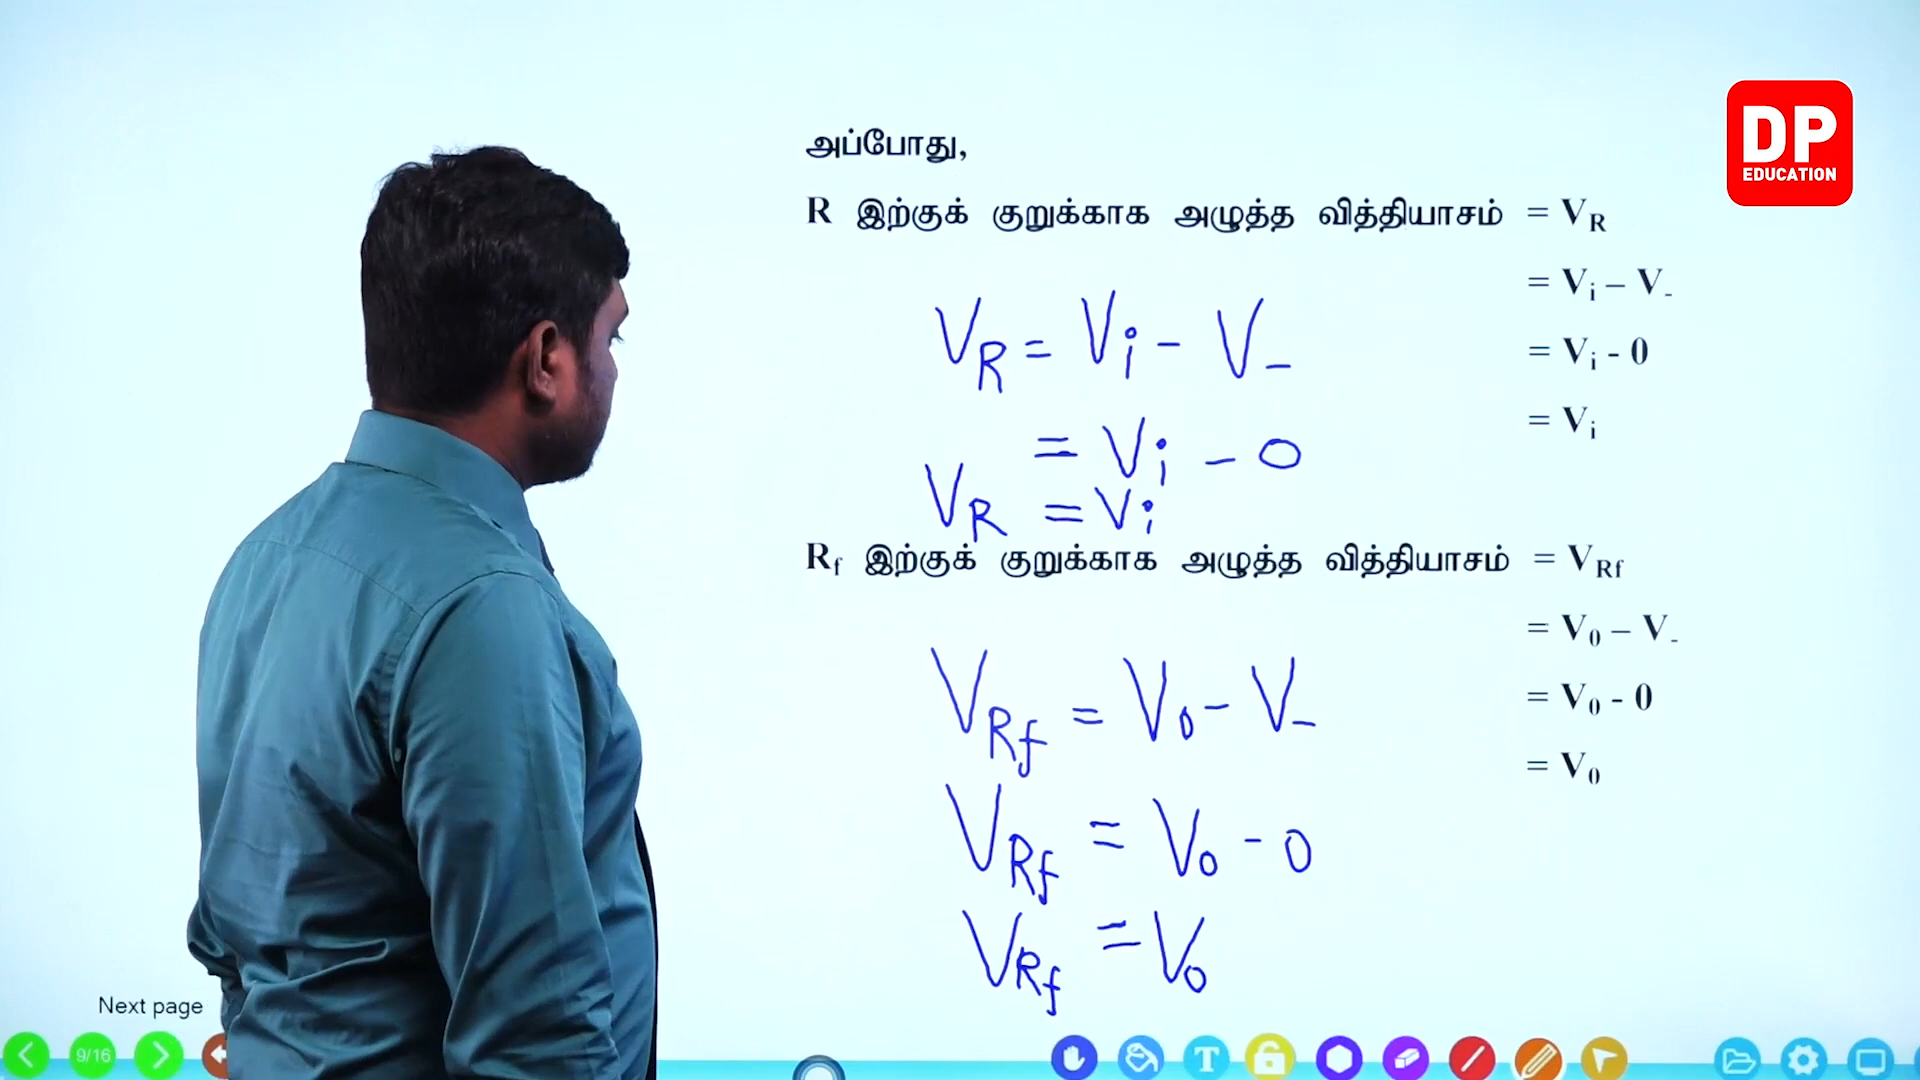 DP
EDUCATION
அப்போது,
R இற்குக் குறுக்காக அழுத்த வித்தியாசம் = V_R
= V_i – V_-
= V_i - 0
= V_i
V_R = V_i - V_-
= V_i - 0
V_R = V_i
R_f இற்குக் குறுக்காக அழுத்த வித்தியாசம் = V_Rf
= V_0 – V_-
= V_0 - 0
= V_0
V_Rf = V_0 - V_-
V_Rf = V_0 - 0
V_Rf = V_0
Next page
9/16
T